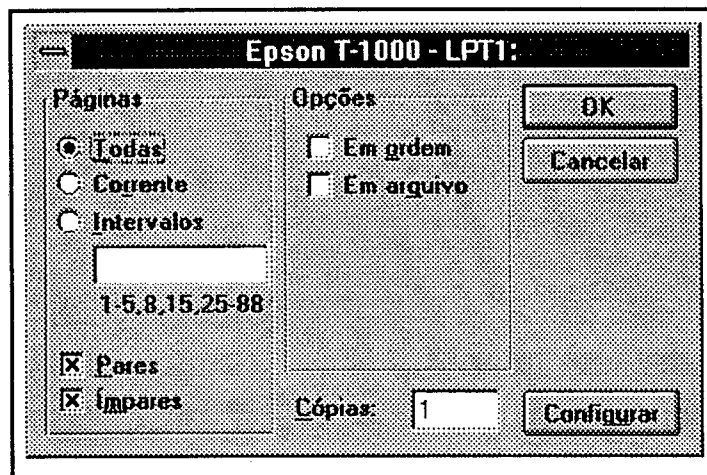 Epson T-1000 - LPT1:
Páginas
Todas
Corrente
Intervalos
1-5,8,15,25-88
Pares
Ímpares
Opções
Em ordem
Em arquivo
Cópias: 1
OK
Cancelar
Configurar